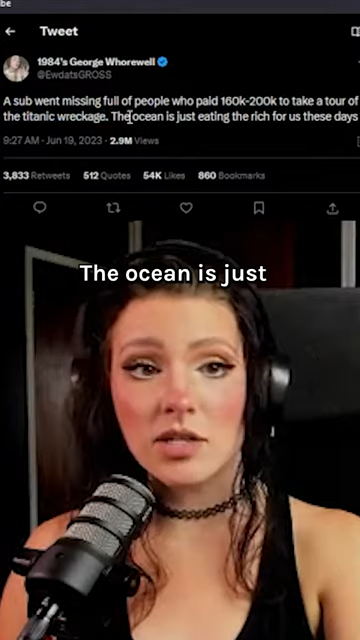 be
Tweet
1984's George Whorewell
@EwdatsGROSS
A sub went missing full of people who paid 160k-200k to take a tour of
the titanic wreckage. The ocean is just eating the rich for us these days
9:27 AM · Jun 19, 2023 · 2.9M Views
3,833 Retweets 512 Quotes 54K Likes 860 Bookmarks
The ocean is just